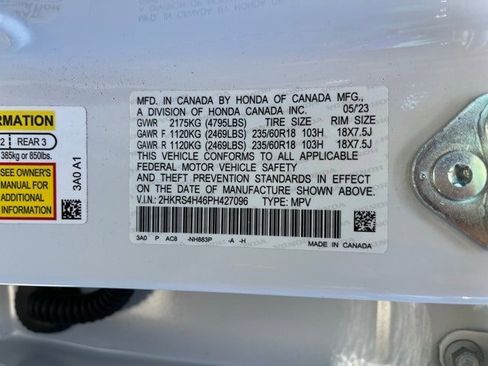 MFD. IN CANADA BY HONDA OF CANADA MFG.,
A DIVISION OF HONDA CANADA INC. 05/23
GVWR 2175KG (4795LBS) TIRE SIZE RIM SIZE
GAWR F 1120KG (2469LBS) 235/60R18 103H 18X7.5J
GAWR R 1120KG (2469LBS) 235/60R18 103H 18X7.5J
THIS VEHICLE CONFORMS TO ALL APPLICABLE
FEDERAL MOTOR VEHICLE SAFETY
AND THEFT PREVENTION STANDARDS IN EFFECT
ON THE DATE OF MANUFACTURE SHOWN ABOVE.
V.I.N: 2HKRS4H46PH427096 TYPE: MPV
3A0 P AC8 -NH883P -A -H
MADE IN CANADA
ORMATION
2 REAR 3
385kg or 850lbs.
SEE OWNER'S
MANUAL FOR
ADDITIONAL
INFORMATION
3A0 A1